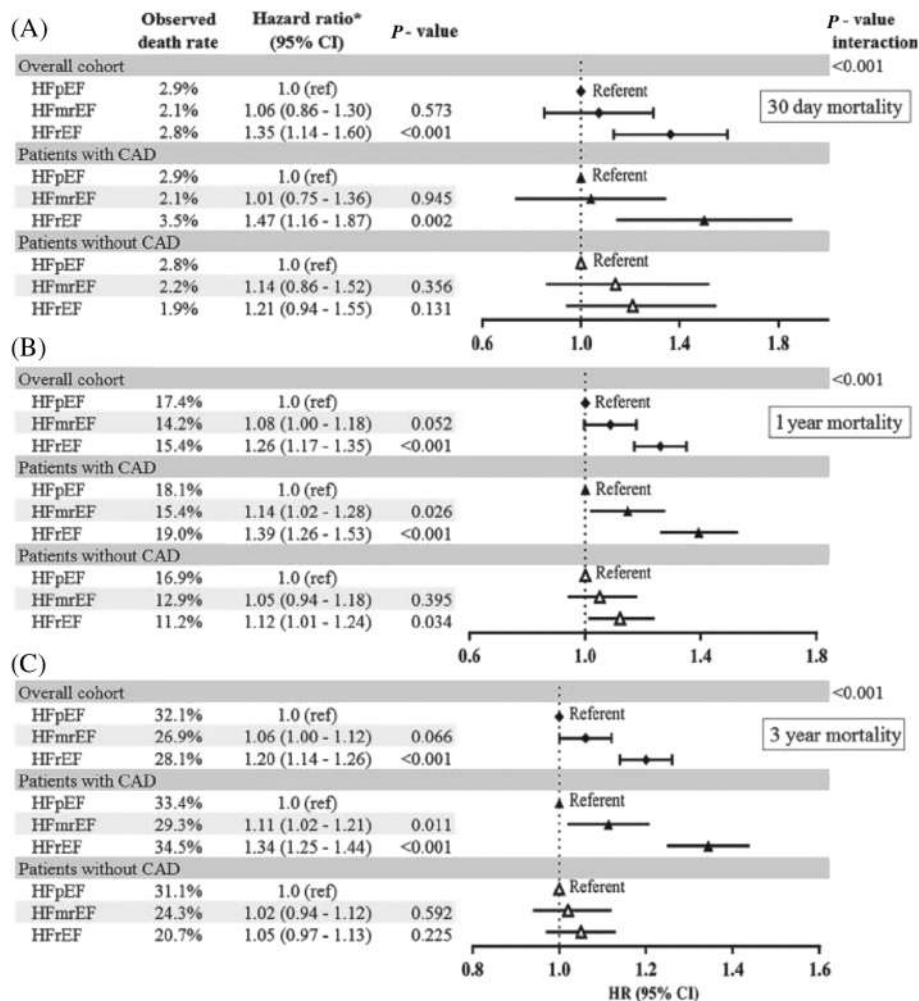 (A) Observed death rate Hazard ratio* (95% CI) P - value P - value interaction
Overall cohort <0.001
HFpEF 2.9% 1.0 (ref) Referent
30 day mortality
HFmrEF 2.1% 1.06 (0.86 - 1.30) 0.573
HFrEF 2.8% 1.35 (1.14 - 1.60) <0.001
Patients with CAD
HFpEF 2.9% 1.0 (ref) Referent
HFmrEF 2.1% 1.01 (0.75 - 1.36) 0.945
HFrEF 3.5% 1.47 (1.16 - 1.87) 0.002
Patients without CAD
HFpEF 2.8% 1.0 (ref) Referent
HFmrEF 2.2% 1.14 (0.86 - 1.52) 0.356
HFrEF 1.9% 1.21 (0.94 - 1.55) 0.131
0.6 1.0 1.4 1.8
(B)
Overall cohort <0.001
HFpEF 17.4% 1.0 (ref) Referent
1 year mortality
HFmrEF 14.2% 1.08 (1.00 - 1.18) 0.052
HFrEF 15.4% 1.26 (1.17 - 1.35) <0.001
Patients with CAD
HFpEF 18.1% 1.0 (ref) Referent
HFmrEF 15.4% 1.14 (1.02 - 1.28) 0.026
HFrEF 19.0% 1.39 (1.26 - 1.53) <0.001
Patients without CAD
HFpEF 16.9% 1.0 (ref) Referent
HFmrEF 12.9% 1.05 (0.94 - 1.18) 0.395
HFrEF 11.2% 1.12 (1.01 - 1.24) 0.034
0.6 1.0 1.4 1.8
(C)
Overall cohort <0.001
HFpEF 32.1% 1.0 (ref) Referent
3 year mortality
HFmrEF 26.9% 1.06 (1.00 - 1.12) 0.066
HFrEF 28.1% 1.20 (1.14 - 1.26) <0.001
Patients with CAD
HFpEF 33.4% 1.0 (ref) Referent
HFmrEF 29.3% 1.11 (1.02 - 1.21) 0.011
HFrEF 34.5% 1.34 (1.25 - 1.44) <0.001
Patients without CAD
HFpEF 31.1% 1.0 (ref) Referent
HFmrEF 24.3% 1.02 (0.94 - 1.12) 0.592
HFrEF 20.7% 1.05 (0.97 - 1.13) 0.225
0.8 1.0 1.2 1.4 1.6
HR (95% CI)